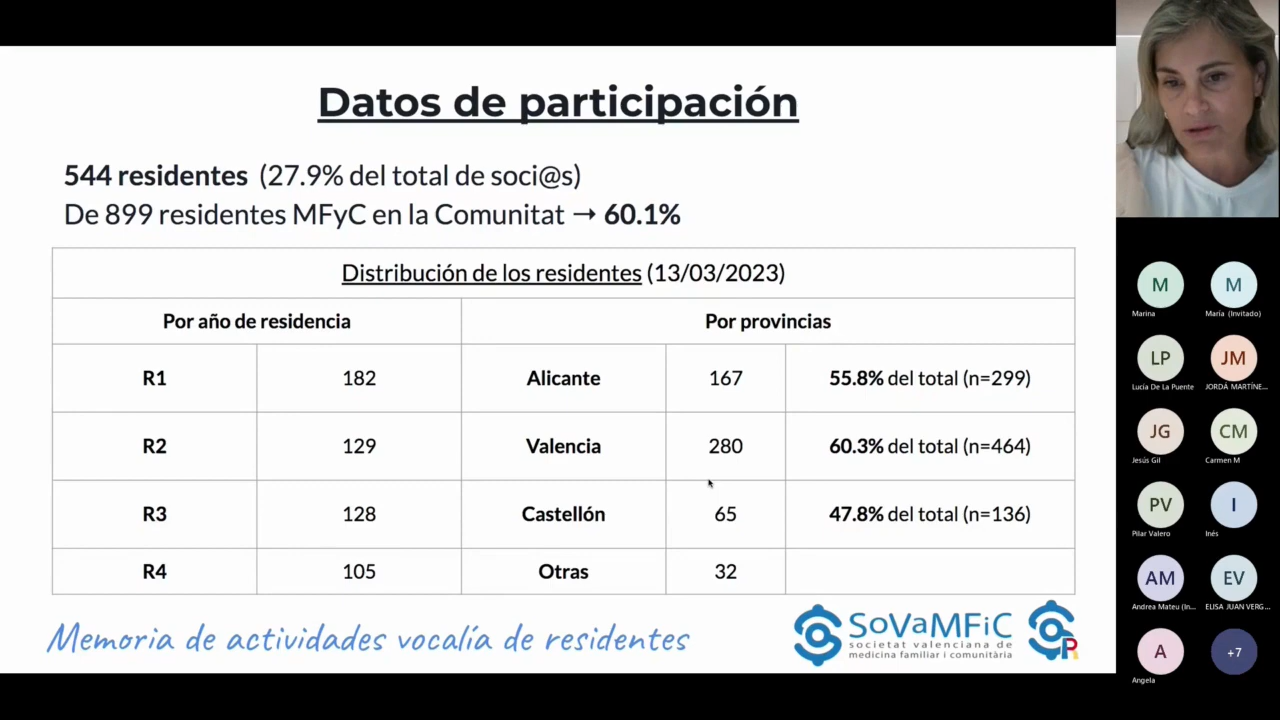 Datos de participación
544 residentes (27.9% del total de soci@s)
De 899 residentes MFyC en la Comunitat → 60.1%
Distribución de los residentes (13/03/2023)
Por año de residencia Por provincias
R1 182 Alicante 167 55.8% del total (n=299)
R2 129 Valencia 280 60.3% del total (n=464)
R3 128 Castellón 65 47.8% del total (n=136)
R4 105 Otras 32
Memoria de actividades vocalía de residentes
SoVaMFiC
societat valenciana de
medicina familiar i comunitària
R
M M
Marina María (Invitado)
LP JM
Lucía De La Puente JORDÁ MARTÍNE...
JG CM
Jesús Gil Carmen M
PV I
Pilar Valero Inés
AM EV
Andrea Mateu (In... ELISA JUAN VERG...
A +7
Angela